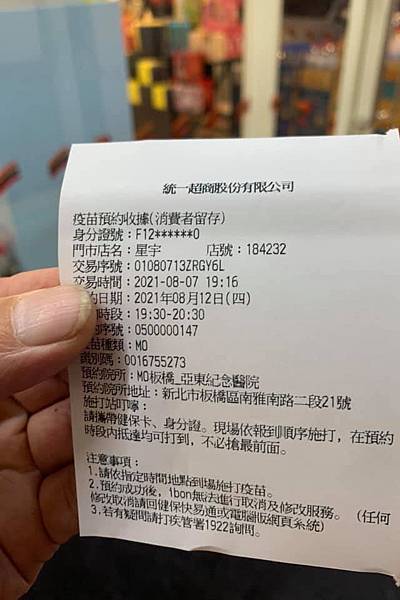 統一超商股份有限公司
疫苗預約收據(消費者留存)
身分證號：F12******0
門市店名：星宇 店號：184232
交易序號：01080713ZRGY6L
交易時間：2021-08-07 19:16
約日期：2021年08月12日(四)
時段：19:30-20:30
序號：0500000147
苗種類：MO
識別碼：0016755273
預約院所：MO板橋_亞東紀念醫院
預約院所地址：新北市板橋區南雅南路二段21號
施打站叮嚀：
請攜帶健保卡、身分證。現場依報到順序施打，在預約
時段內抵達均可打到，不必搶最前面。
注意事項：
1.請依指定時間地點到場施打疫苗。
2.預約成功後，ibon無法進行取消及修改服務。（任何
修改取消請回健保快易通或電腦版網頁系統）
3.若有疑問請打疾管署1922詢問。